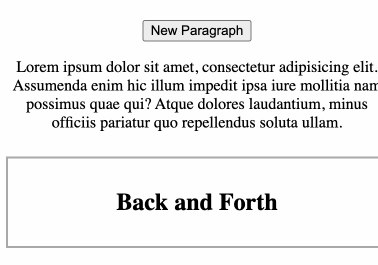 New Paragraph
Lorem ipsum dolor sit amet, consectetur adipisicing elit.
Assumenda enim hic illum impedit ipsa iure mollitia nam
possimus quae qui? Atque dolores laudantium, minus
officiis pariatur quo repellendus soluta ullam.
Back and Forth